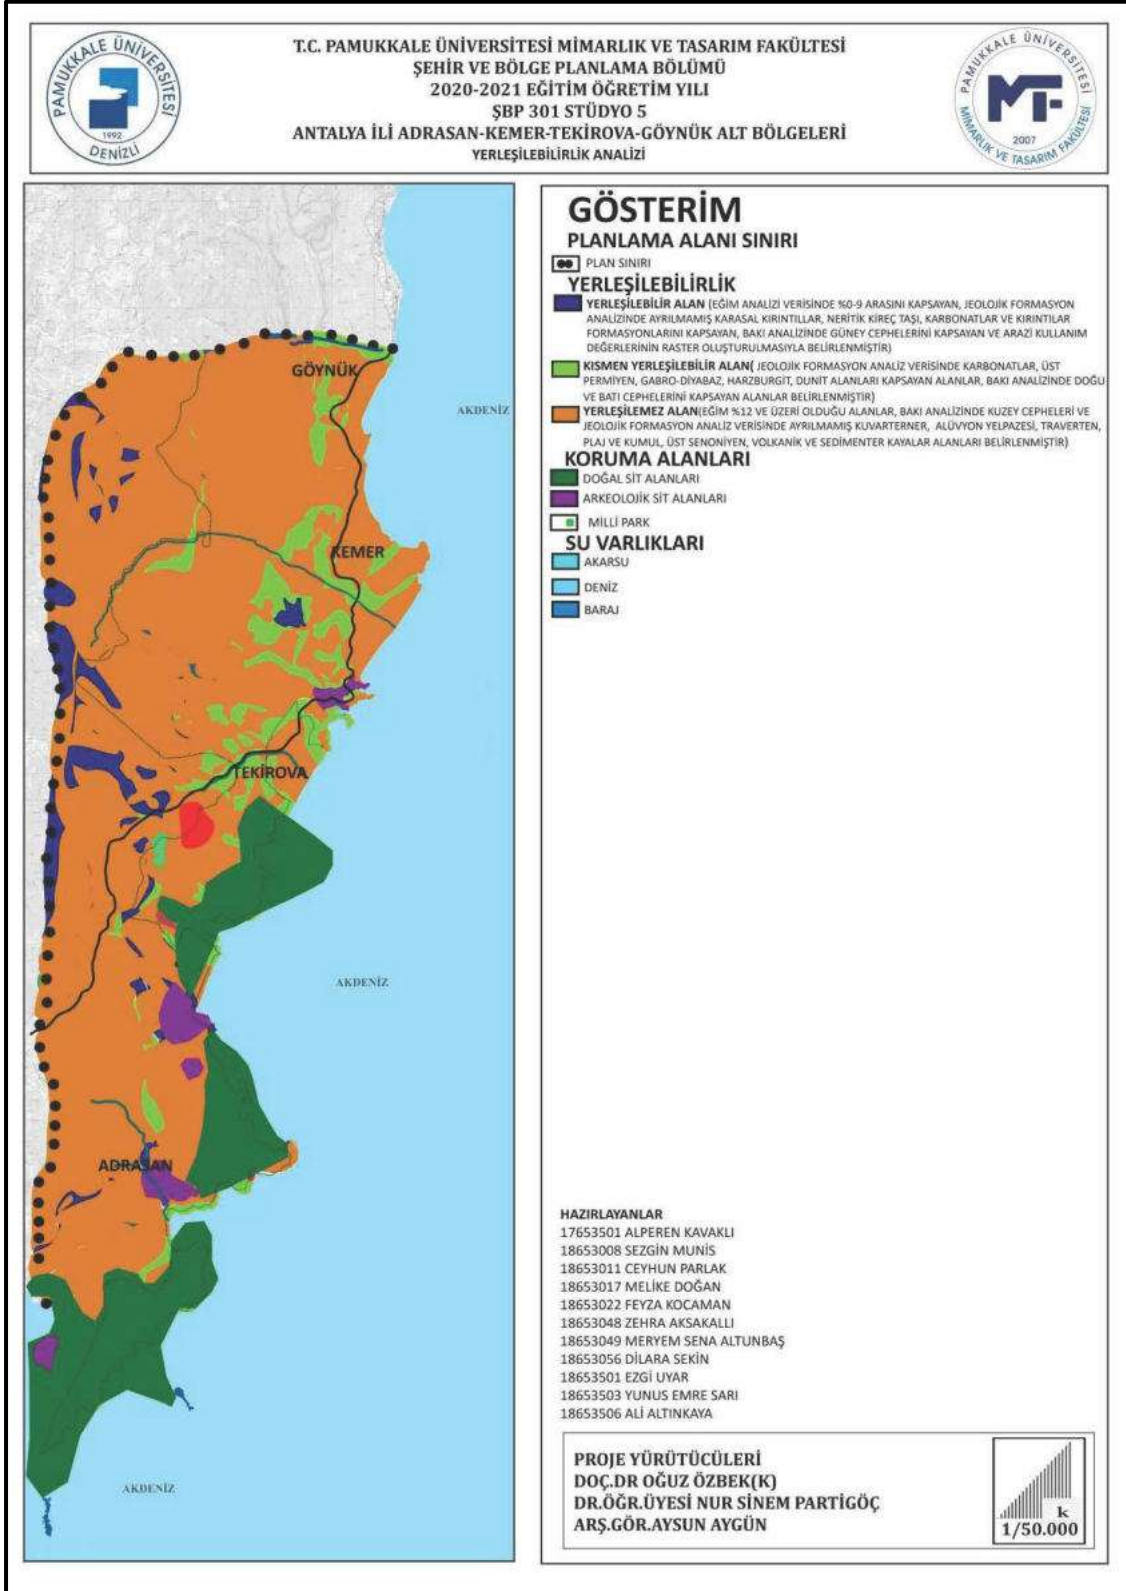 PAMUKKALE ÜNİVERSİTESİ
1992
DENİZLİ
T.C. PAMUKKALE ÜNİVERSİTESİ MİMARLIK VE TASARIM FAKÜLTESİ
ŞEHİR VE BÖLGE PLANLAMA BÖLÜMÜ
2020-2021 EĞİTİM ÖĞRETİM YILI
ŞBP 301 STÜDYO 5
ANTALYA İLİ ADRASAN-KEMER-TEKİROVA-GÖYNÜK ALT BÖLGELERİ
YERLEŞİLEBİLİRLİK ANALİZİ
PAMUKKALE ÜNİVERSİTESİ
MF
2007
MİMARLIK VE TASARIM FAKÜLTESİ
GÖYNÜK
AKDENİZ
KEMER
TEKİROVA
AKDENİZ
ADRASAN
AKDENİZ
GÖSTERİM
PLANLAMA ALANI SINIRI
PLAN SINIRI
YERLEŞİLEBİLİRLİK
YERLEŞİLEBİLİR ALAN (EĞİM ANALİZİ VERİSİNDE %0-9 ARASINI KAPSAYAN, JEOLOJİK FORMASYON
ANALİZİNDE AYRILMAMIŞ KARASAL KIRINTILLAR, NERİTİK KİREÇ TAŞI, KARBONATLAR VE KIRINTILAR
FORMASYONLARINI KAPSAYAN, BAKI ANALİZİNDE GÜNEY CEPHELERİNİ KAPSAYAN VE ARAZİ KULLANIM
DEĞERLERİNİN RASTER OLUŞTURULMASIYLA BELİRLENMİŞTİR)
KISMEN YERLEŞİLEBİLİR ALAN( JEOLOJİK FORMASYON ANALİZ VERİSİNDE KARBONATLAR, ÜST
PERMİYEN, GABRO-DİYABAZ, HARZBURGİT, DUNİT ALANLARI KAPSAYAN ALANLAR, BAKI ANALİZİNDE DOĞU
VE BATI CEPHELERİNİ KAPSAYAN ALANLAR BELİRLENMİŞTİR)
YERLEŞİLEMEZ ALAN(EĞİM %12 VE ÜZERİ OLDUĞU ALANLAR, BAKI ANALİZİNDE KUZEY CEPHELERİ VE
JEOLOJİK FORMASYON ANALİZ VERİSİNDE AYRILMAMIŞ KUVARTERNER, ALÜVYON YELPAZESİ, TRAVERTEN,
PLAJ VE KUMUL, ÜST SENONİYEN, VOLKANİK VE SEDİMENTER KAYALAR ALANLARI BELİRLENMİŞTİR)
KORUMA ALANLARI
DOĞAL SİT ALANLARI
ARKEOLOJİK SİT ALANLARI
MİLLİ PARK
SU VARLIKLARI
AKARSU
DENİZ
BARAJ
HAZIRLAYANLAR
17653501 ALPEREN KAVAKLI
18653008 SEZGİN MUNİS
18653011 CEYHUN PARLAK
18653017 MELİKE DOĞAN
18653022 FEYZA KOCAMAN
18653048 ZEHRA AKSAKALLI
18653049 MERYEM SENA ALTUNBAŞ
18653056 DİLARA SEKİN
18653501 EZGİ UYAR
18653503 YUNUS EMRE SARI
18653506 ALİ ALTINKAYA
PROJE YÜRÜTÜCÜLERİ
DOÇ.DR OĞUZ ÖZBEK(K)
DR.ÖĞR.ÜYESİ NUR SİNEM PARTİGÖÇ
ARŞ.GÖR.AYSUN AYGÜN
k
1/50.000